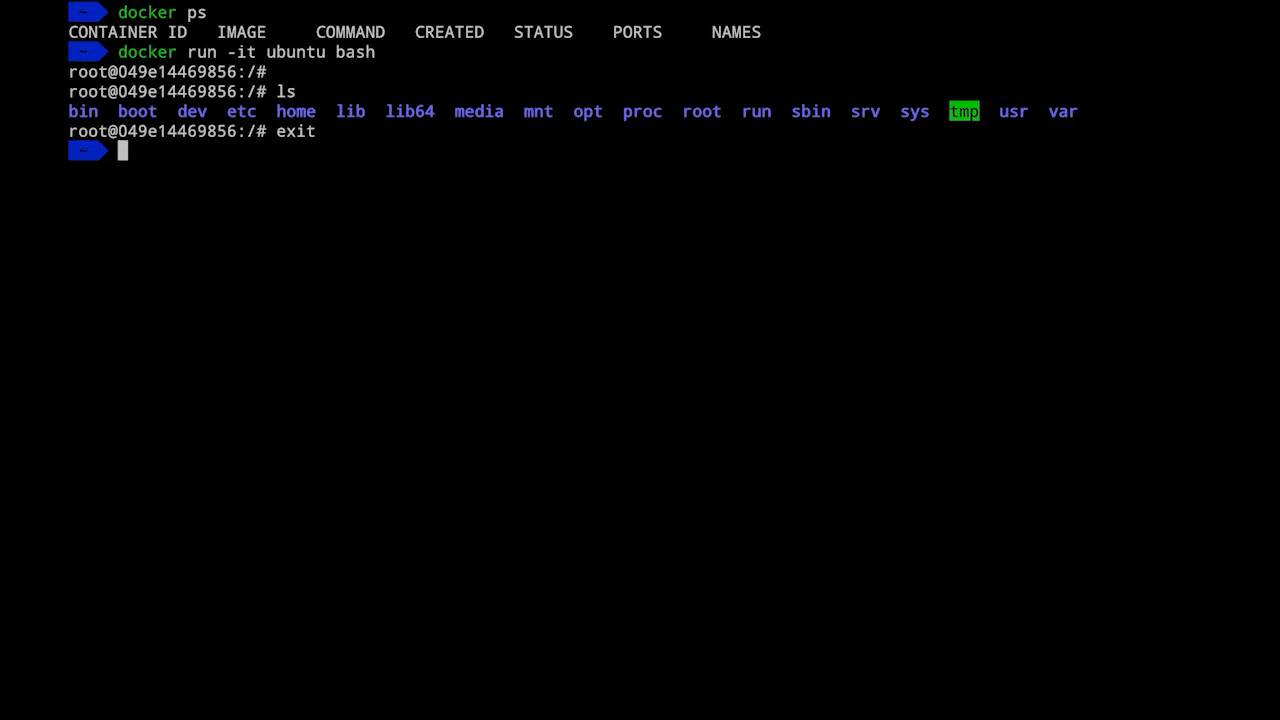 ~ docker ps
CONTAINER ID   IMAGE     COMMAND   CREATED   STATUS    PORTS     NAMES
~ docker run -it ubuntu bash
root@049e14469856:/#
root@049e14469856:/# ls
bin  boot  dev  etc  home  lib  lib64  media  mnt  opt  proc  root  run  sbin  srv  sys  tmp  usr  var
root@049e14469856:/# exit
~